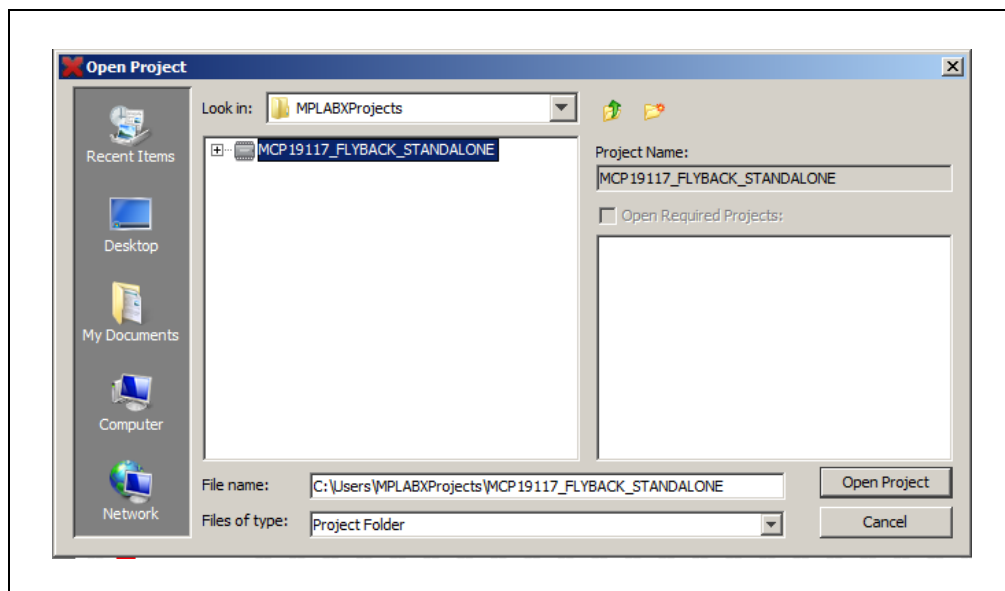 Open Project
Look in: MPLABXProjects
Recent Items
Desktop
My Documents
Computer
Network
MCP19117_FLYBACK_STANDALONE
Project Name:
MCP19117_FLYBACK_STANDALONE
Open Required Projects:
File name: C:\Users\MPLABXProjects\MCP19117_FLYBACK_STANDALONE
Open Project
Files of type: Project Folder
Cancel